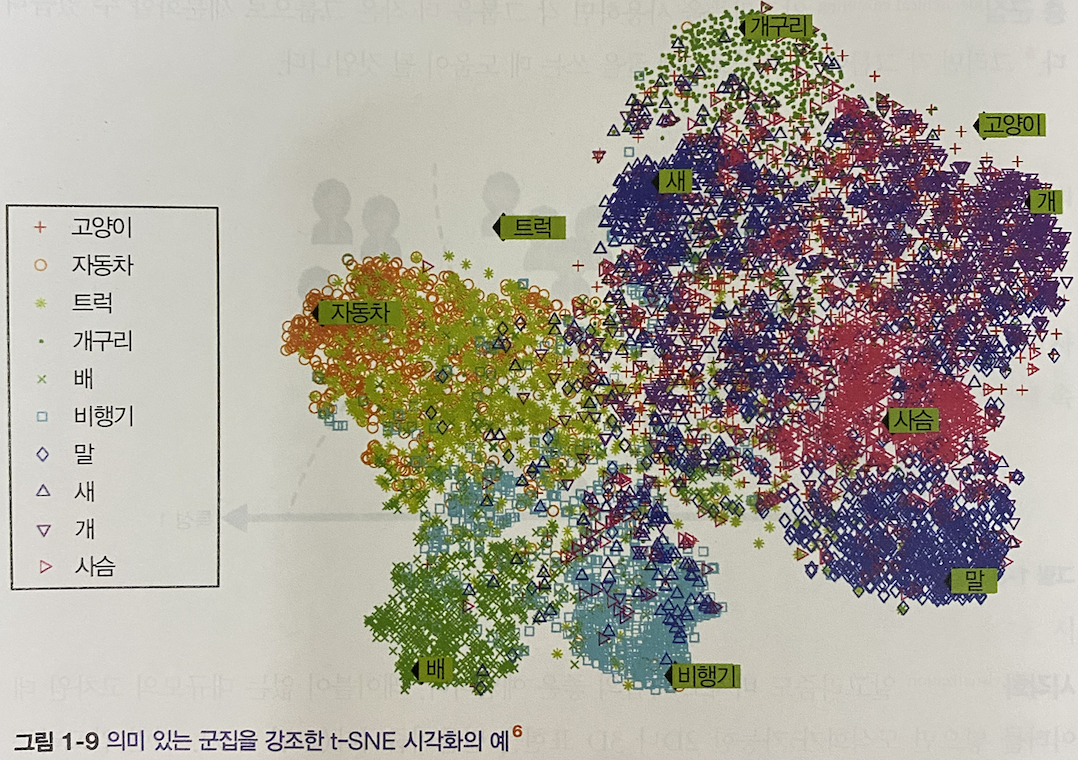 개구리
고양이
새
개
트럭
자동차
사슴
말
배
비행기
고양이
자동차
트럭
개구리
배
비행기
말
새
개
사슴
그림 1-9 의미 있는 군집을 강조한 t-SNE 시각화의 예6